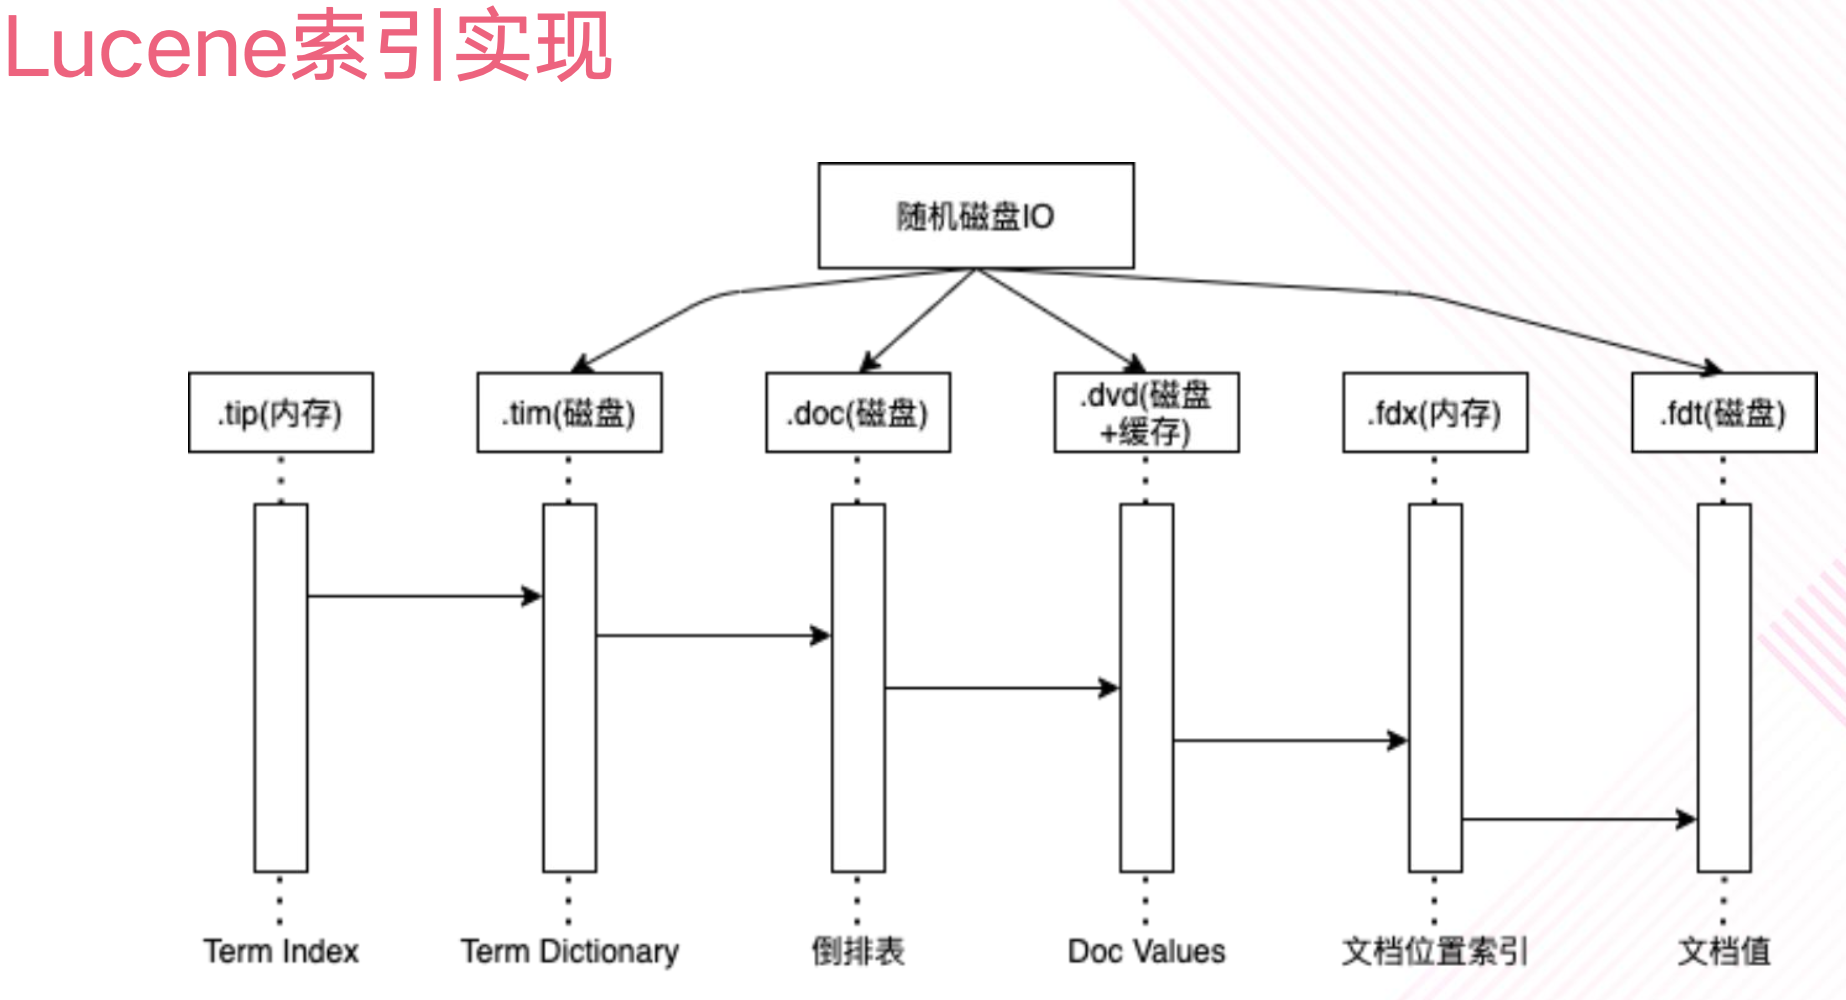 Lucene索引实现
随机磁盘IO
.tip(内存)
.tim(磁盘)
.doc(磁盘)
.dvd(磁盘
+缓存)
.fdx(内存)
.fdt(磁盘)
Term Index
Term Dictionary
倒排表
Doc Values
文档位置索引
文档值